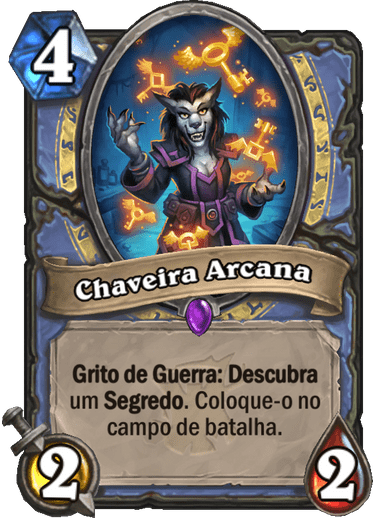 4
Chaveira Arcana
Grito de Guerra: Descubra
um Segredo. Coloque-o no
campo de batalha.
2 2